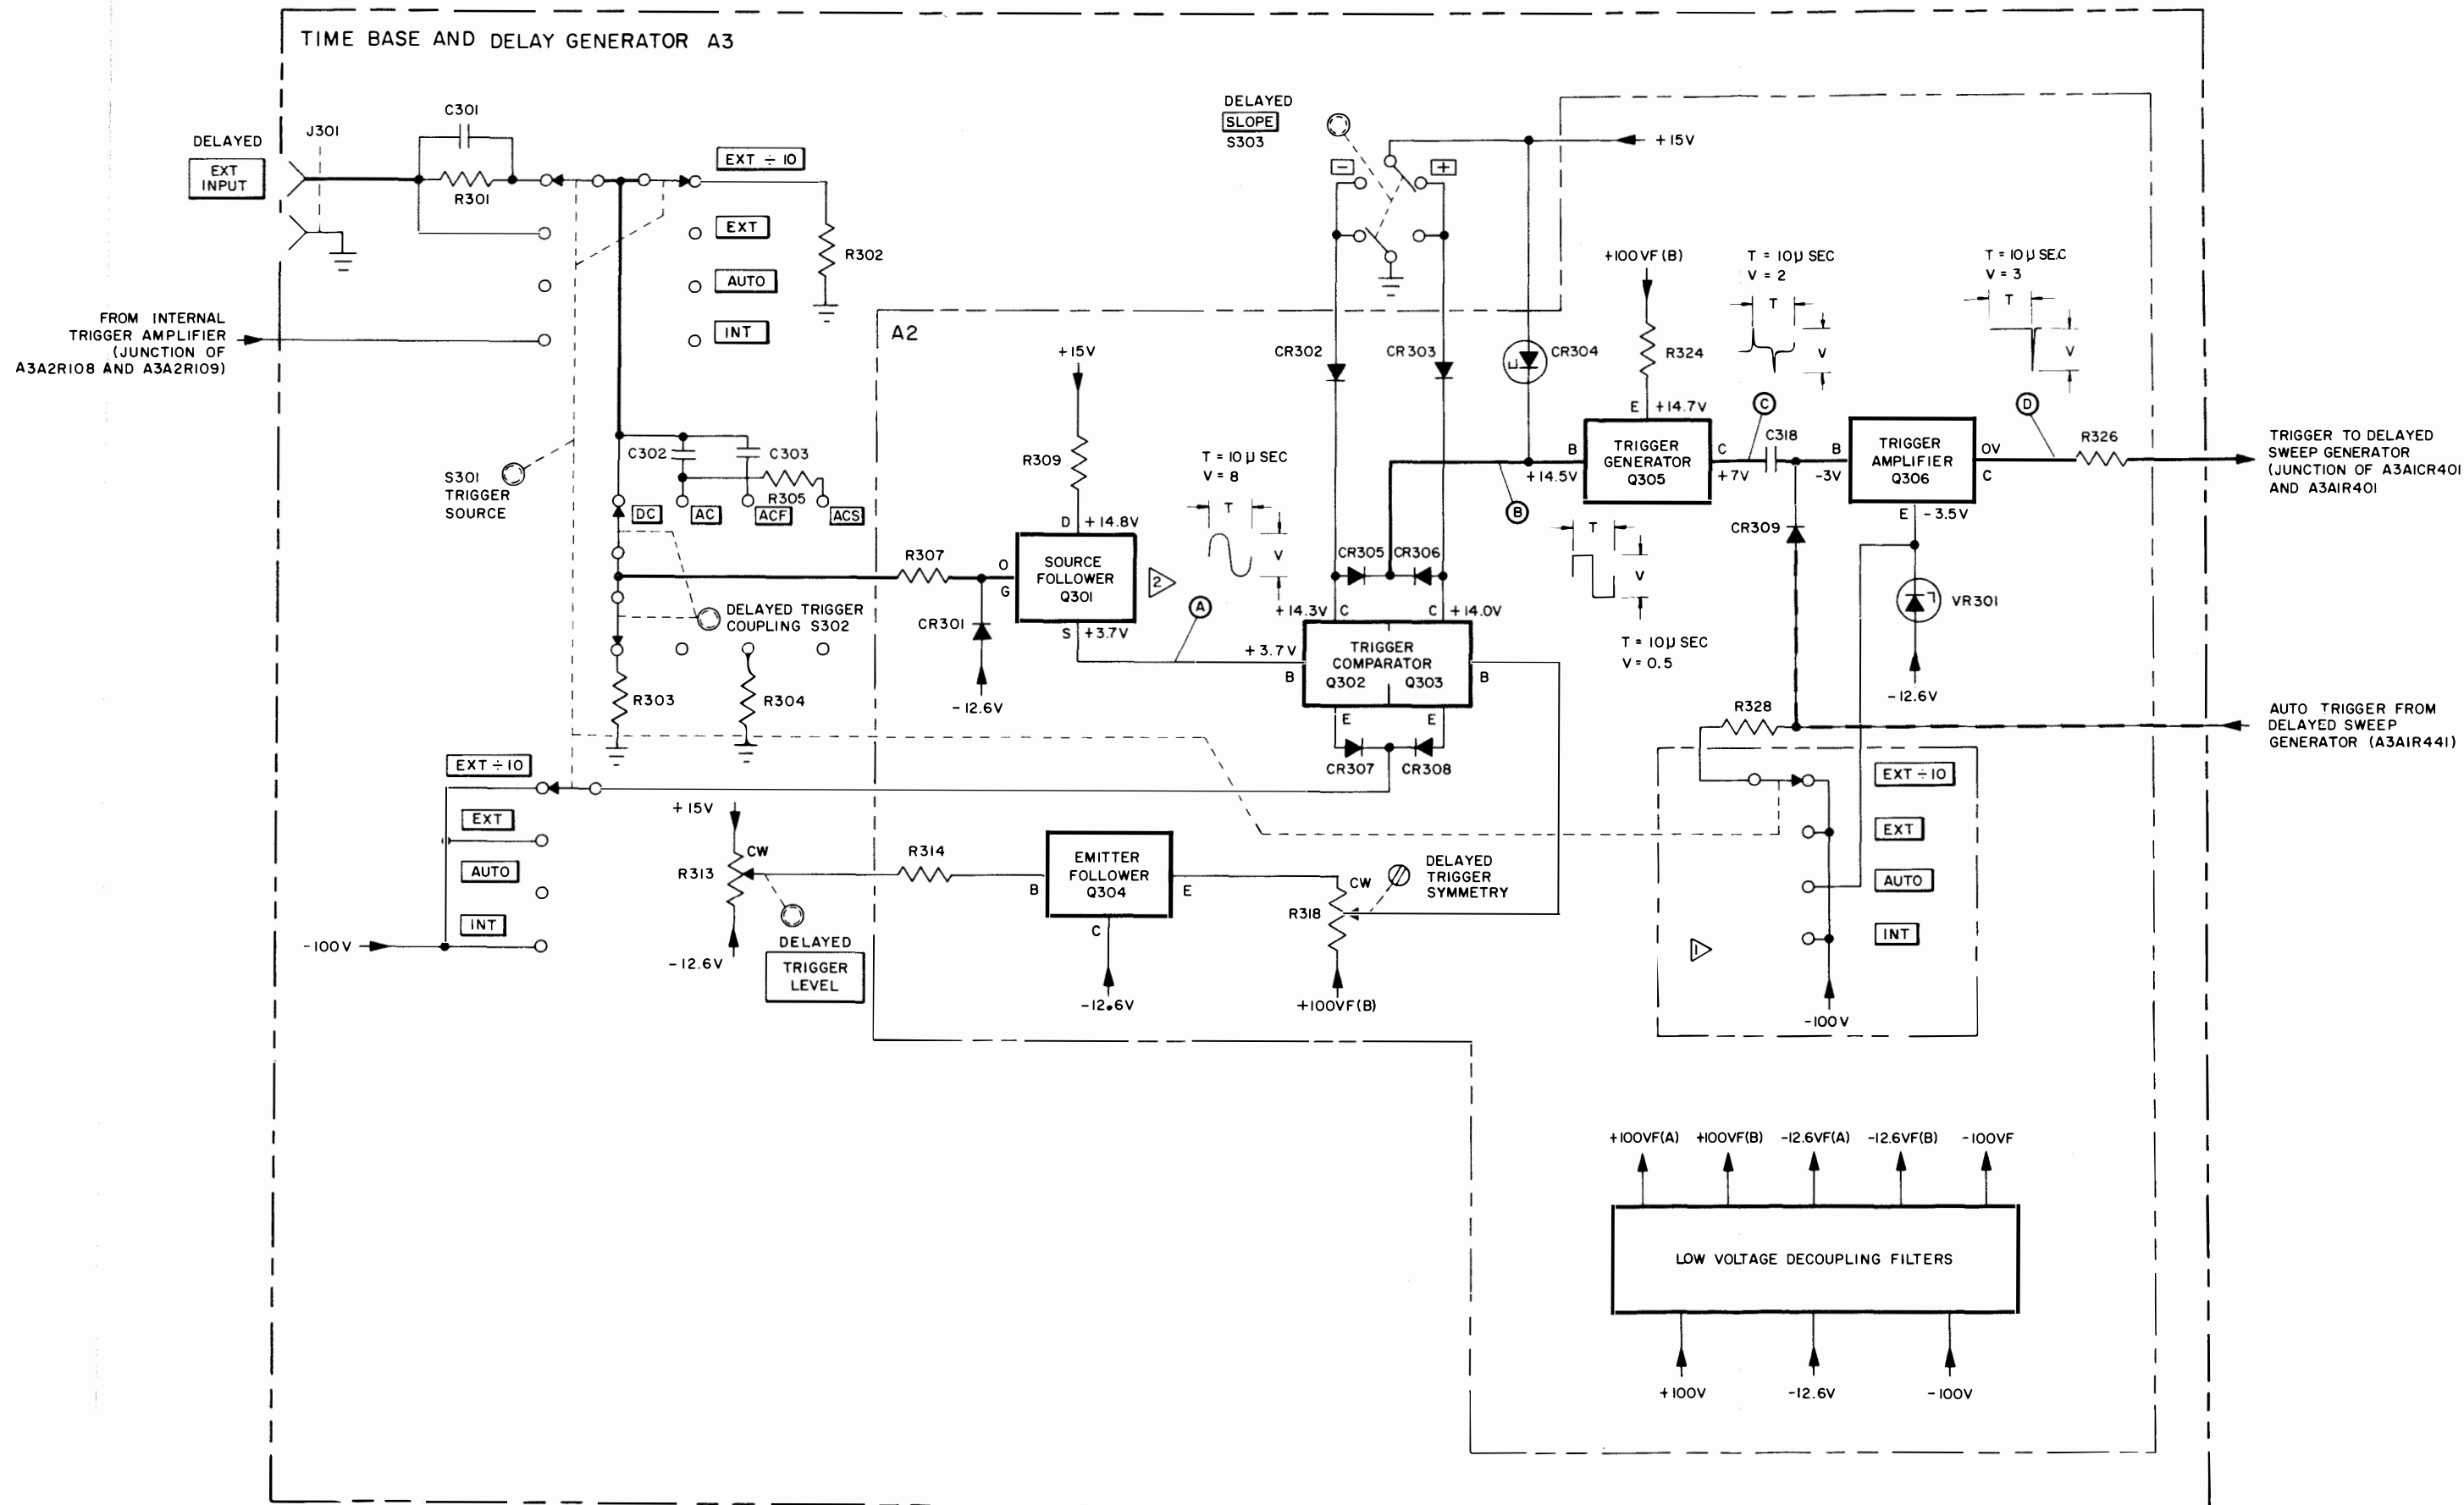 TIME BASE AND DELAY GENERATOR A3
DELAYED
EXT
INPUT
J301
C301
R301
EXT ÷ 10
EXT
AUTO
INT
R302
FROM INTERNAL
TRIGGER AMPLIFIER
(JUNCTION OF
A3A2R108 AND A3A2R109)
S301
TRIGGER
SOURCE
C302
C303
R305
DC
AC
ACF
ACS
DELAYED TRIGGER
COUPLING S302
R303
R304
A2
+15V
R309
D
+14.8V
R307
O
G
SOURCE
FOLLOWER
Q301
2
CR301
-12.6V
S
+3.7V
A
T = 10 µ SEC
V = 8
T
V
DELAYED
SLOPE
S303
-
+
+15V
CR302
CR303
CR304
CR305
CR306
+14.3V
C
C
+14.0V
+3.7V
B
TRIGGER
COMPARATOR
Q302
Q303
B
E
E
CR307
CR308
+100VF(B)
R324
E
+14.7V
B
+14.5V
TRIGGER
GENERATOR
Q305
C
+7V
B
T
V
T = 10µ SEC
V = 0.5
T = 10µ SEC
V = 2
T
V
C
C318
B
-3V
TRIGGER
AMPLIFIER
Q306
OV
C
E
-3.5V
T = 10 µ SEC
V = 3
T
V
D
R326
TRIGGER TO DELAYED
SWEEP GENERATOR
(JUNCTION OF A3A1CR401
AND A3A1R401
CR309
VR301
-12.6V
R328
AUTO TRIGGER FROM
DELAYED SWEEP
GENERATOR (A3A1R441)
EXT ÷ 10
EXT
AUTO
INT
1
-100V
EXT ÷ 10
EXT
AUTO
INT
-100V
+15V
CW
R313
-12.6V
DELAYED
TRIGGER
LEVEL
R314
B
EMITTER
FOLLOWER
Q304
E
C
-12.6V
CW
R318
DELAYED
TRIGGER
SYMMETRY
+100VF(B)
+100VF(A) +100VF(B) -12.6VF(A) -12.6VF(B) -100VF
LOW VOLTAGE DECOUPLING FILTERS
+100V
-12.6V
-100V